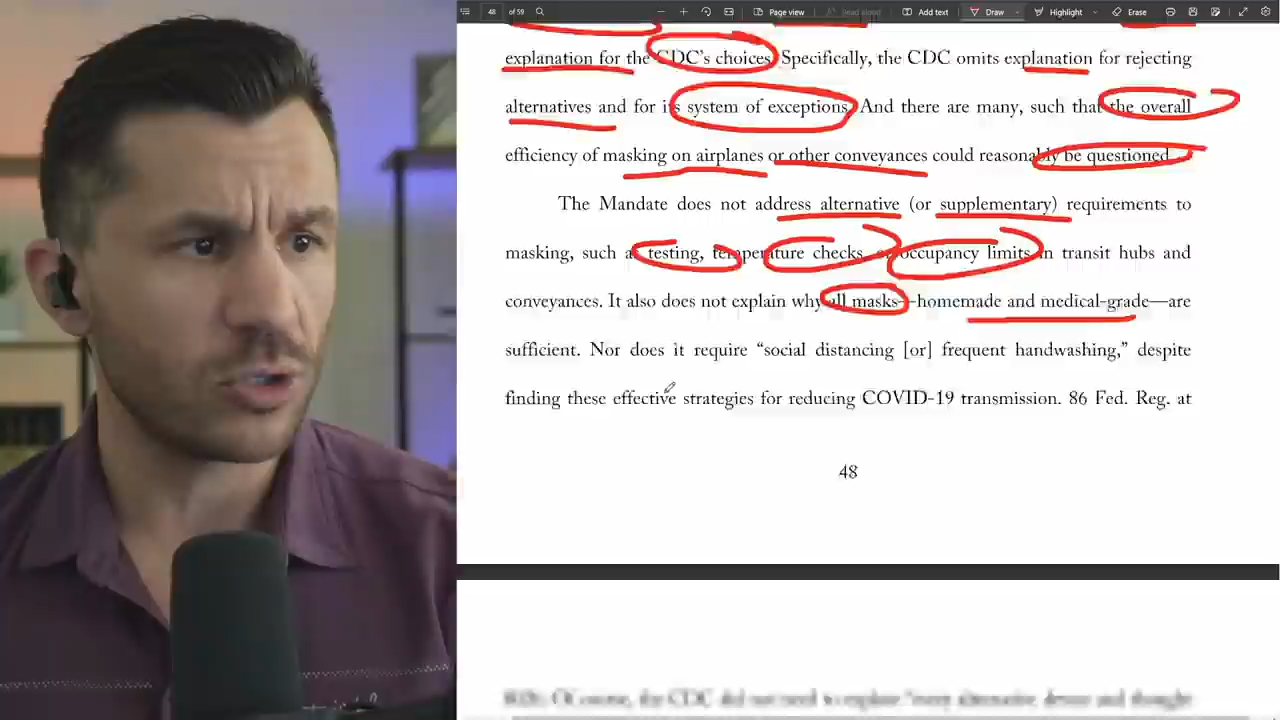 48 of 59 Page view Read aloud Add text Draw Highlight Erase
explanation for the CDC's choices. Specifically, the CDC omits explanation for rejecting
alternatives and for its system of exceptions. And there are many, such that the overall
efficiency of masking on airplanes or other conveyances could reasonably be questioned.
The Mandate does not address alternative (or supplementary) requirements to
masking, such as testing, temperature checks, or occupancy limits in transit hubs and
conveyances. It also does not explain why all masks—homemade and medical-grade—are
sufficient. Nor does it require “social distancing [or] frequent handwashing,” despite
finding these effective strategies for reducing COVID-19 transmission. 86 Fed. Reg. at
48